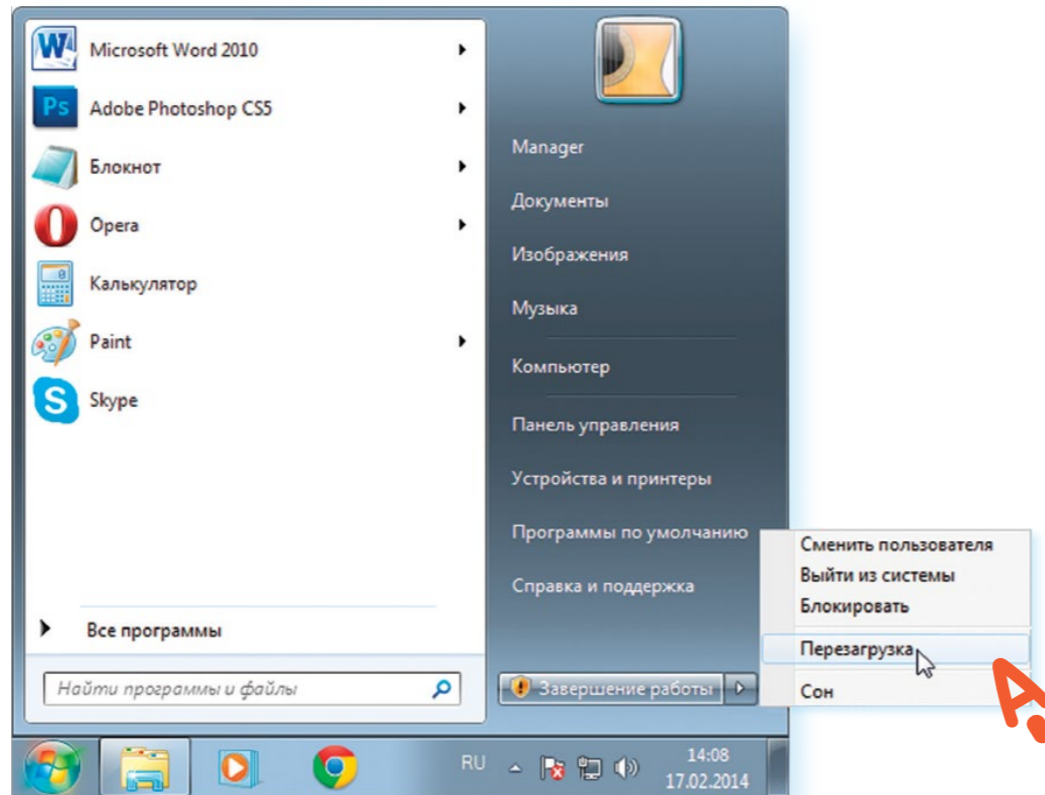 Microsoft Word 2010
Ps Adobe Photoshop CS5
Блокнот
Opera
Калькулятор
Paint
Skype
Все программы
Найти программы и файлы
Manager
Документы
Изображения
Музыка
Компьютер
Панель управления
Устройства и принтеры
Программы по умолчанию
Справка и поддержка
Завершение работы
Сменить пользователя
Выйти из системы
Блокировать
Перезагрузка
Сон
RU
14:08
17.02.2014